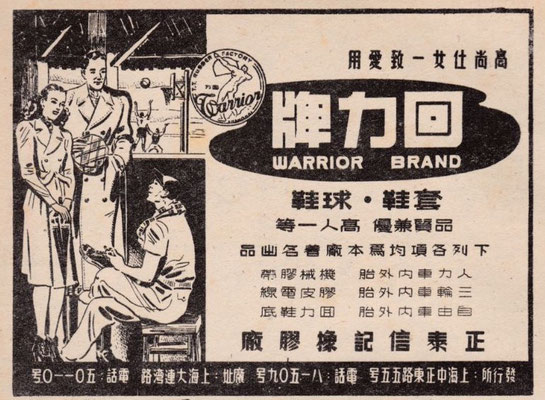 高尚仕女一致愛用
RUBBER FACTORY
回力
Warrior
回力牌
WARRIOR BRAND
套鞋・球鞋
品質兼優 高人一等
下列各項均為本廠著名出品
人力車內外胎 機械膠帶
三輪車內外胎 膠皮電線
自由車內外胎 回力鞋底
正泰信記橡膠廠
發行所:上海中正東路五五號 電話:八一五〇九號 廠址:上海大連灣路 電話:五〇一一〇號